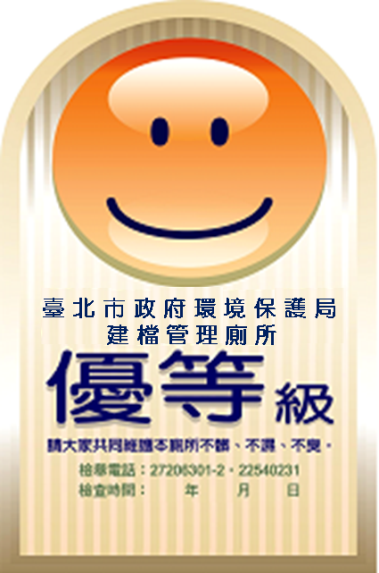 臺北市政府環境保護局
建檔管理廁所
優等級
請大家共同維護本廁所不髒、不濕、不臭。
檢舉電話：27206301-2・22540231
檢查時間：　年　月　日